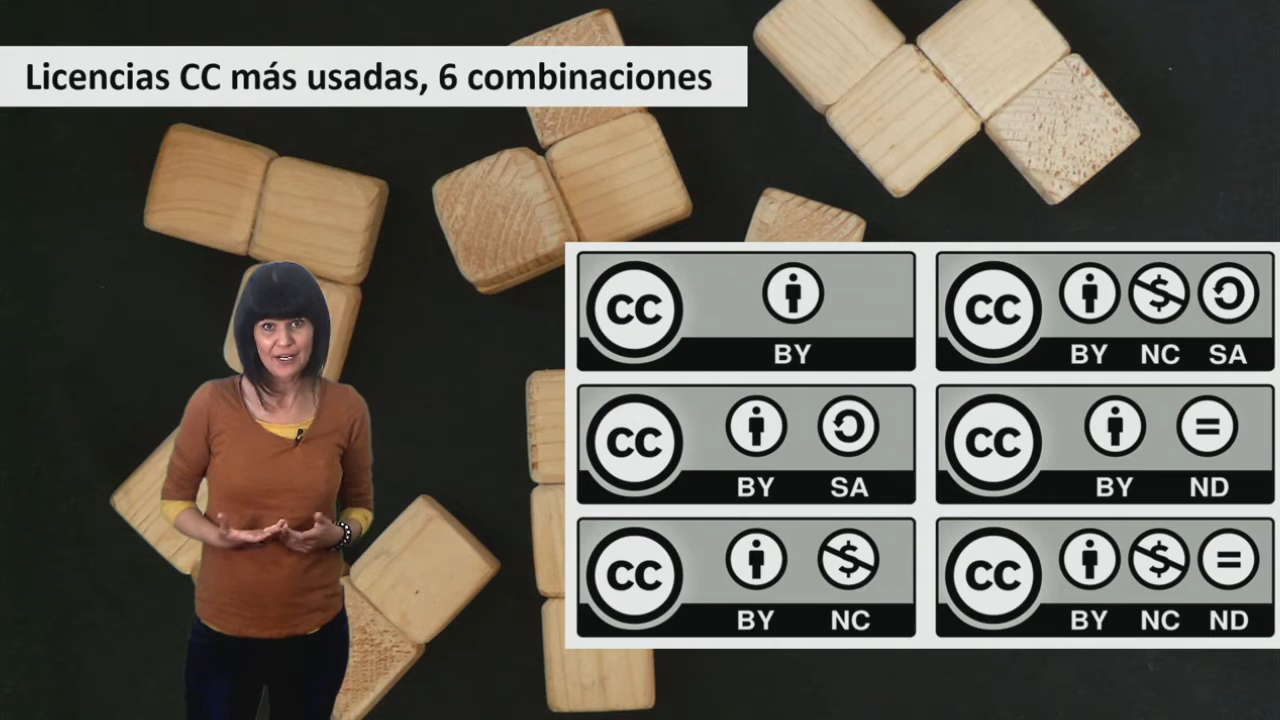 Licencias CC más usadas, 6 combinaciones
CC BY
CC BY NC SA
CC BY SA
CC BY ND
CC BY NC
CC BY NC ND